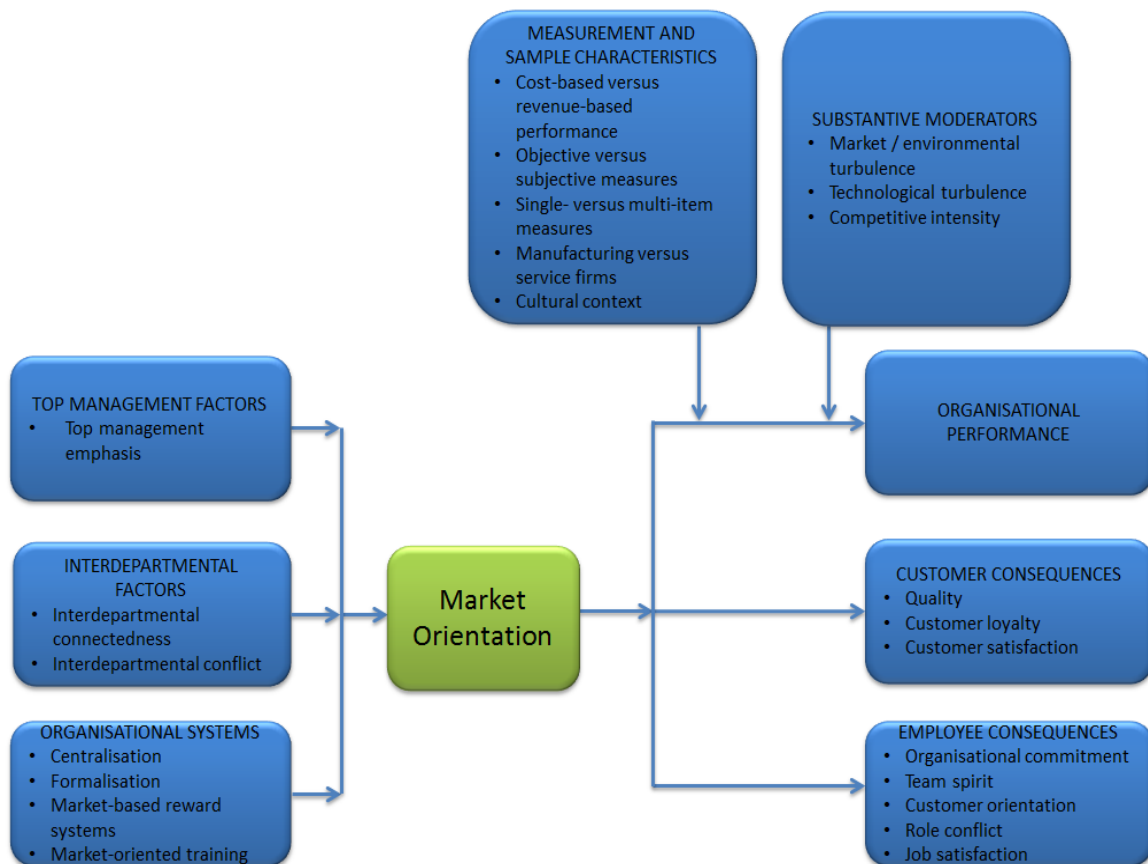 MEASUREMENT AND
SAMPLE CHARACTERISTICS
• Cost-based versus
revenue-based
performance
• Objective versus
subjective measures
• Single- versus multi-item
measures
• Manufacturing versus
service firms
• Cultural context
SUBSTANTIVE MODERATORS
• Market / environmental
turbulence
• Technological turbulence
• Competitive intensity
TOP MANAGEMENT FACTORS
• Top management
emphasis
INTERDEPARTMENTAL
FACTORS
• Interdepartmental
connectedness
• Interdepartmental conflict
ORGANISATIONAL SYSTEMS
• Centralisation
• Formalisation
• Market-based reward
systems
• Market-oriented training
Market
Orientation
ORGANISATIONAL
PERFORMANCE
CUSTOMER CONSEQUENCES
• Quality
• Customer loyalty
• Customer satisfaction
EMPLOYEE CONSEQUENCES
• Organisational commitment
• Team spirit
• Customer orientation
• Role conflict
• Job satisfaction